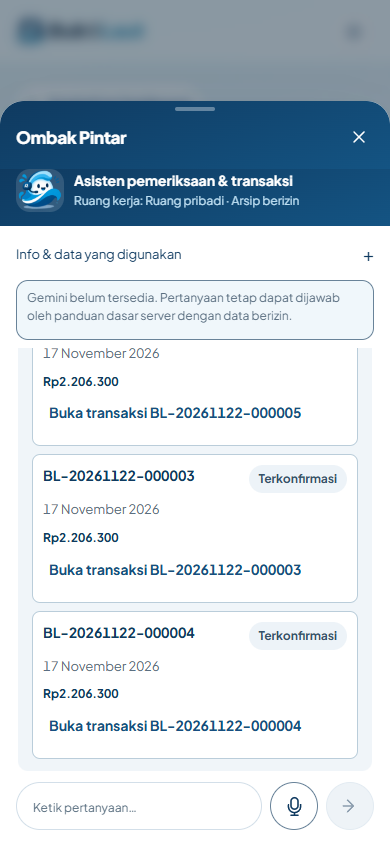 Ombak Pintar
Asisten pemeriksaan & transaksi
Ruang kerja: Ruang pribadi · Arsip berizin
Info & data yang digunakan
+
Gemini belum tersedia. Pertanyaan tetap dapat dijawab
oleh panduan dasar server dengan data berizin.
17 November 2026
Rp2.206.300
Buka transaksi BL-20261122-000005
BL-20261122-000003
Terkonfirmasi
17 November 2026
Rp2.206.300
Buka transaksi BL-20261122-000003
BL-20261122-000004
Terkonfirmasi
17 November 2026
Rp2.206.300
Buka transaksi BL-20261122-000004
Ketik pertanyaan...